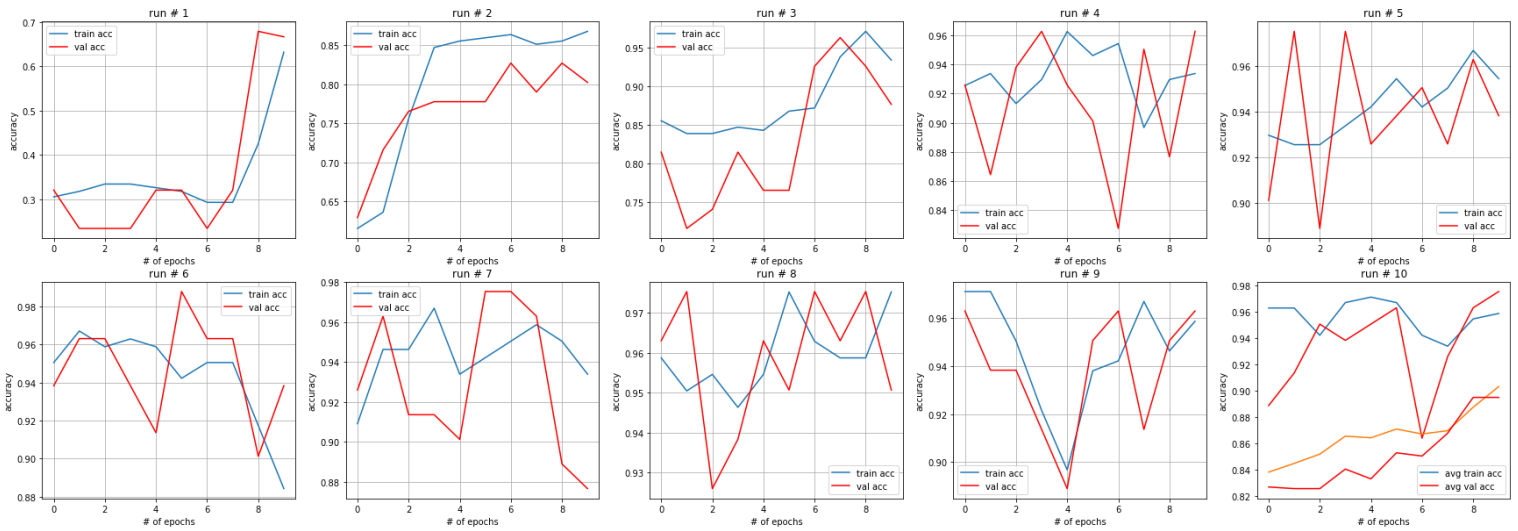 run # 1
0.7
0.6
0.5
0.4
0.3
accuracy
train acc
val acc
0 2 4 6 8
# of epochs
run # 2
0.85
0.80
0.75
0.70
0.65
accuracy
train acc
val acc
0 2 4 6 8
# of epochs
run # 3
0.95
0.90
0.85
0.80
0.75
accuracy
train acc
val acc
0 2 4 6 8
# of epochs
run # 4
0.96
0.94
0.92
0.90
0.88
0.86
0.84
accuracy
train acc
val acc
0 2 4 6 8
# of epochs
run # 5
0.96
0.94
0.92
0.90
accuracy
train acc
val acc
0 2 4 6 8
# of epochs
run # 6
0.98
0.96
0.94
0.92
0.90
0.88
accuracy
train acc
val acc
0 2 4 6 8
# of epochs
run # 7
0.98
0.96
0.94
0.92
0.90
0.88
accuracy
train acc
val acc
0 2 4 6 8
# of epochs
run # 8
0.97
0.96
0.95
0.94
0.93
accuracy
train acc
val acc
0 2 4 6 8
# of epochs
run # 9
0.96
0.94
0.92
0.90
accuracy
train acc
val acc
0 2 4 6 8
# of epochs
run # 10
0.98
0.96
0.94
0.92
0.90
0.88
0.86
0.84
0.82
accuracy
avg train acc
avg val acc
0 2 4 6 8
# of epochs